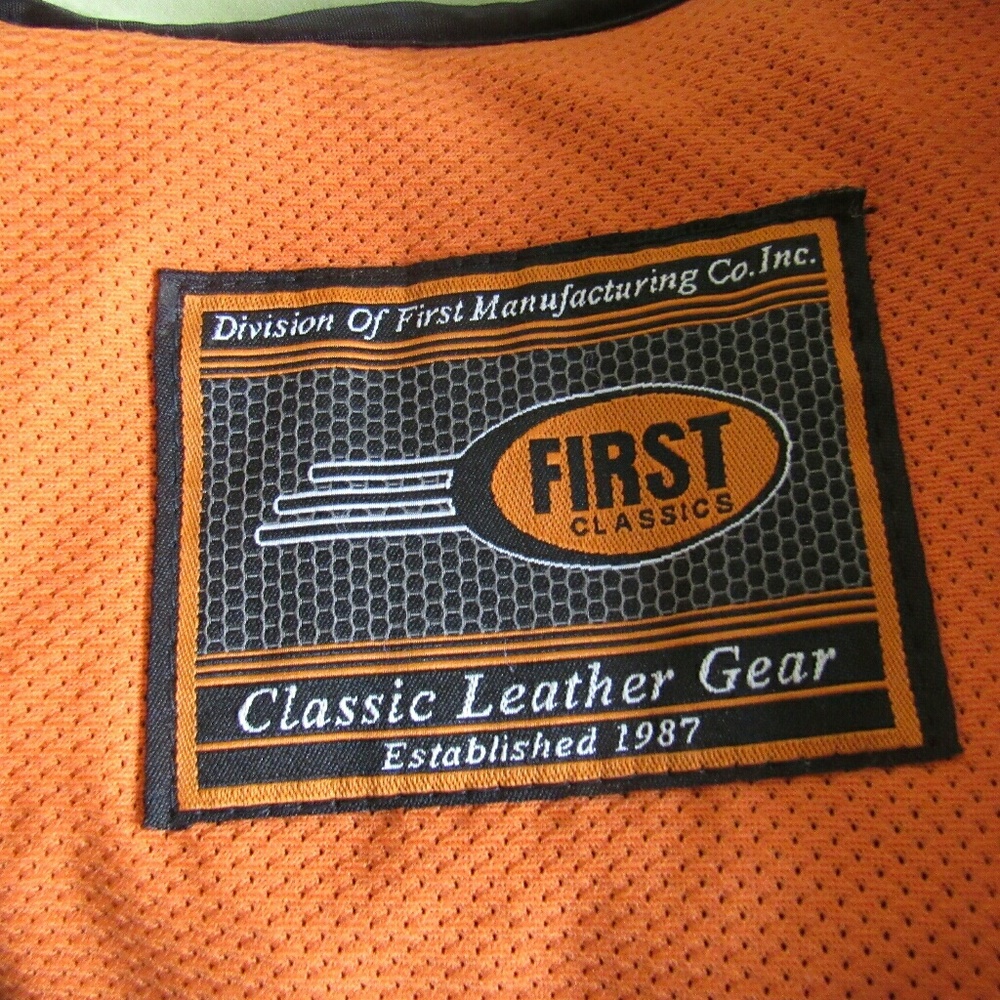 Division Of First Manufacturing Co. Inc.
FIRST
CLASSICS
Classic Leather Gear
Established 1987